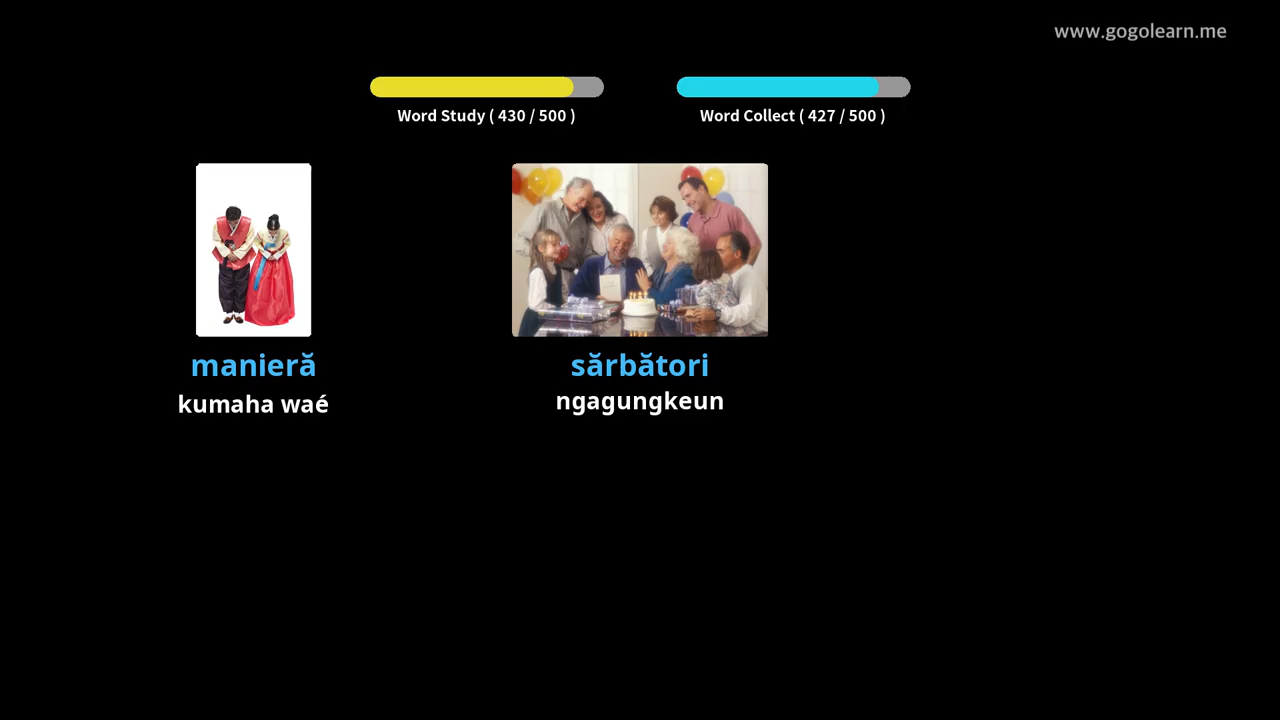 www.gogolearn.me
Word Study ( 430 / 500 )
Word Collect ( 427 / 500 )
manieră
kumaha waé
sărbători
ngagungkeun